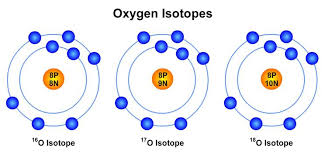 Oxygen Isotopes
8P
8N
8P
9N
8P
10N
¹⁶O Isotope
¹⁷O Isotope
¹⁸O Isotope